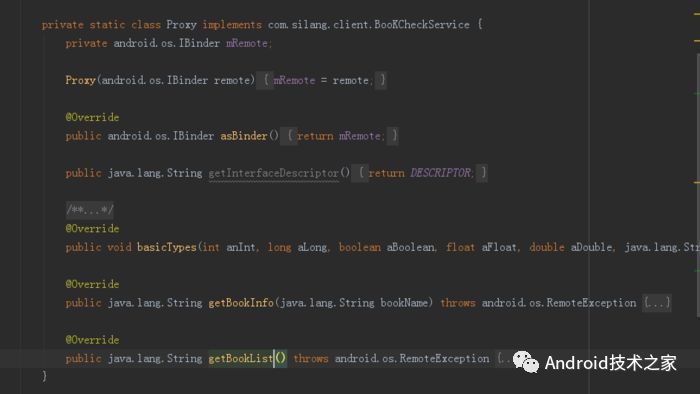 private static class Proxy implements com.silang.client.BooKCheckService {
private android.os.IBinder mRemote;
Proxy(android.os.IBinder remote) { mRemote = remote; }
@Override
public android.os.IBinder asBinder() { return mRemote; }
public java.lang.String getInterfaceDescriptor() { return DESCRIPTOR; }
/**...*/
@Override
public void basicTypes(int anInt, long aLong, boolean aBoolean, float aFloat, double aDouble, java.lang.Str
@Override
public java.lang.String getBookInfo(java.lang.String bookName) throws android.os.RemoteException {...}
@Override
public java.lang.String getBookList() throws android.os.RemoteException {...
}
Android技术之家